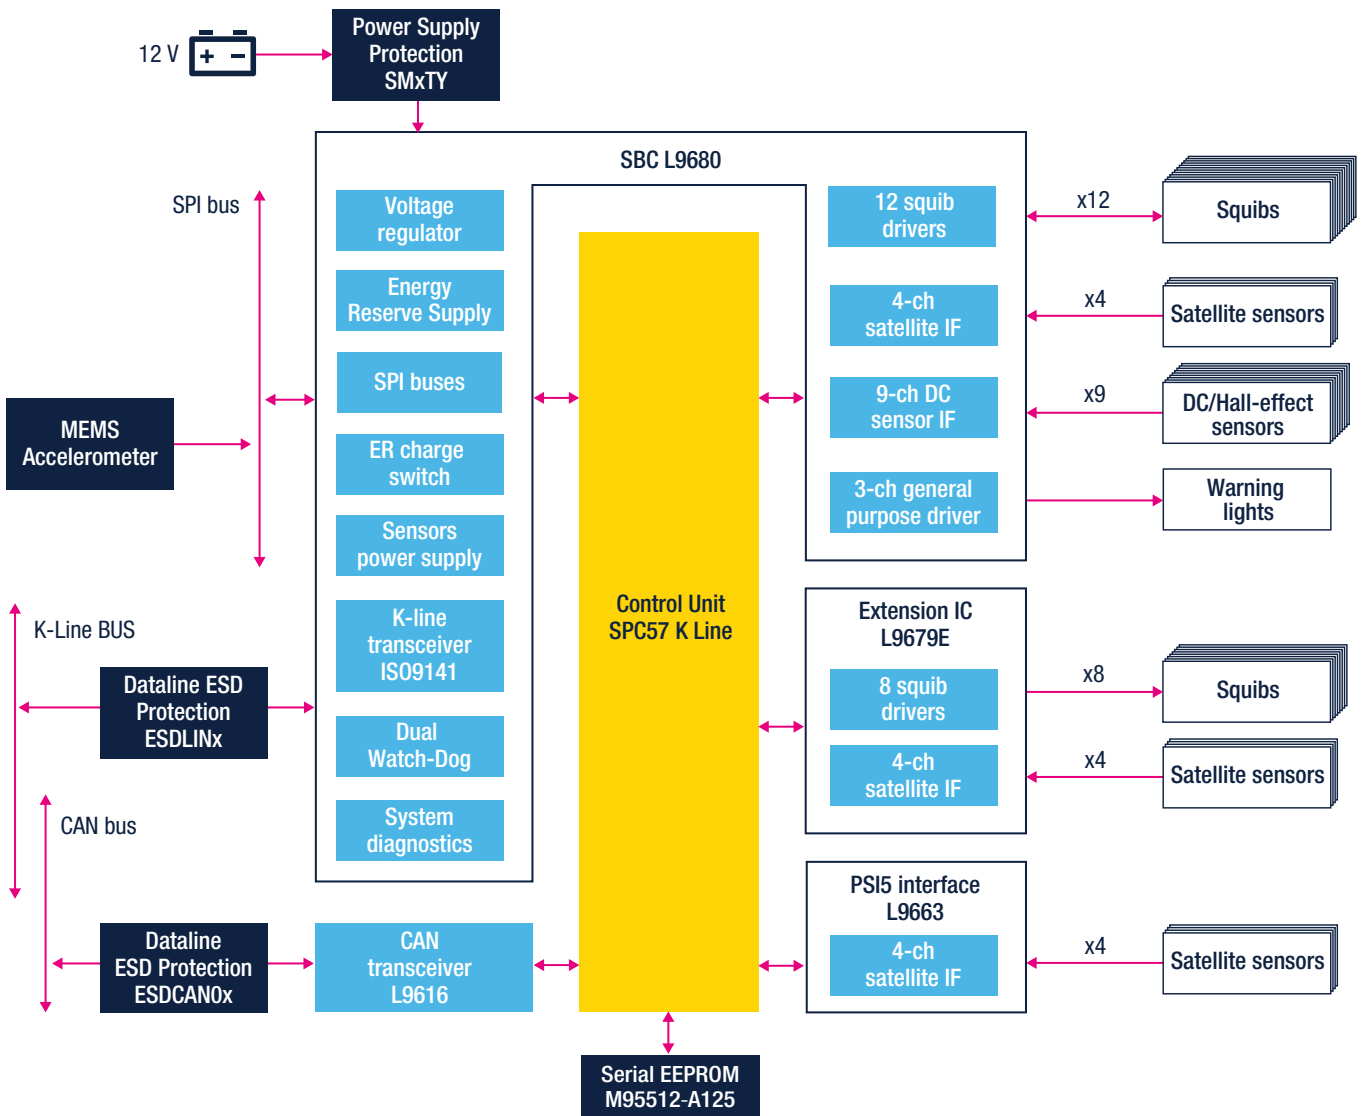 12 V
+ −
Power Supply
Protection
SMxTY
SBC L9680
SPI bus
Voltage
regulator
Energy
Reserve Supply
SPI buses
ER charge
switch
Sensors
power supply
K-line
transceiver
ISO9141
Dual
Watch-Dog
System
diagnostics
MEMS
Accelerometer
K-Line BUS
Dataline ESD
Protection
ESDLINx
CAN bus
Dataline
ESD Protection
ESDCAN0x
CAN
transceiver
L9616
Control Unit
SPC57 K Line
Serial EEPROM
M95512-A125
12 squib
drivers
4-ch
satellite IF
9-ch DC
sensor IF
3-ch general
purpose driver
x12
Squibs
x4
Satellite sensors
x9
DC/Hall-effect
sensors
Warning
lights
Extension IC
L9679E
8 squib
drivers
4-ch
satellite IF
x8
Squibs
x4
Satellite sensors
PSI5 interface
L9663
4-ch
satellite IF
x4
Satellite sensors